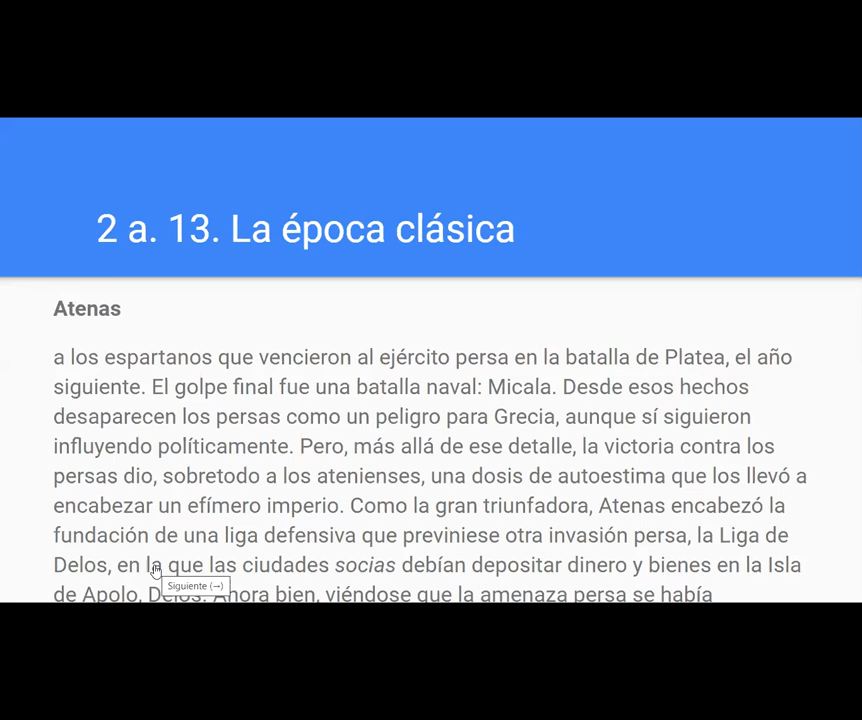 2 a. 13. La época clásica
Atenas
a los espartanos que vencieron al ejército persa en la batalla de Platea, el año
siguiente. El golpe final fue una batalla naval: Micala. Desde esos hechos
desaparecen los persas como un peligro para Grecia, aunque sí siguieron
influyendo políticamente. Pero, más allá de ese detalle, la victoria contra los
persas dio, sobretodo a los atenienses, una dosis de autoestima que los llevó a
encabezar un efímero imperio. Como la gran triunfadora, Atenas encabezó la
fundación de una liga defensiva que previniese otra invasión persa, la Liga de
Delos, en la que las ciudades socias debían depositar dinero y bienes en la Isla
Siguiente (→)
de Apolo, Delos. Ahora bien, viéndose que la amenaza persa se había